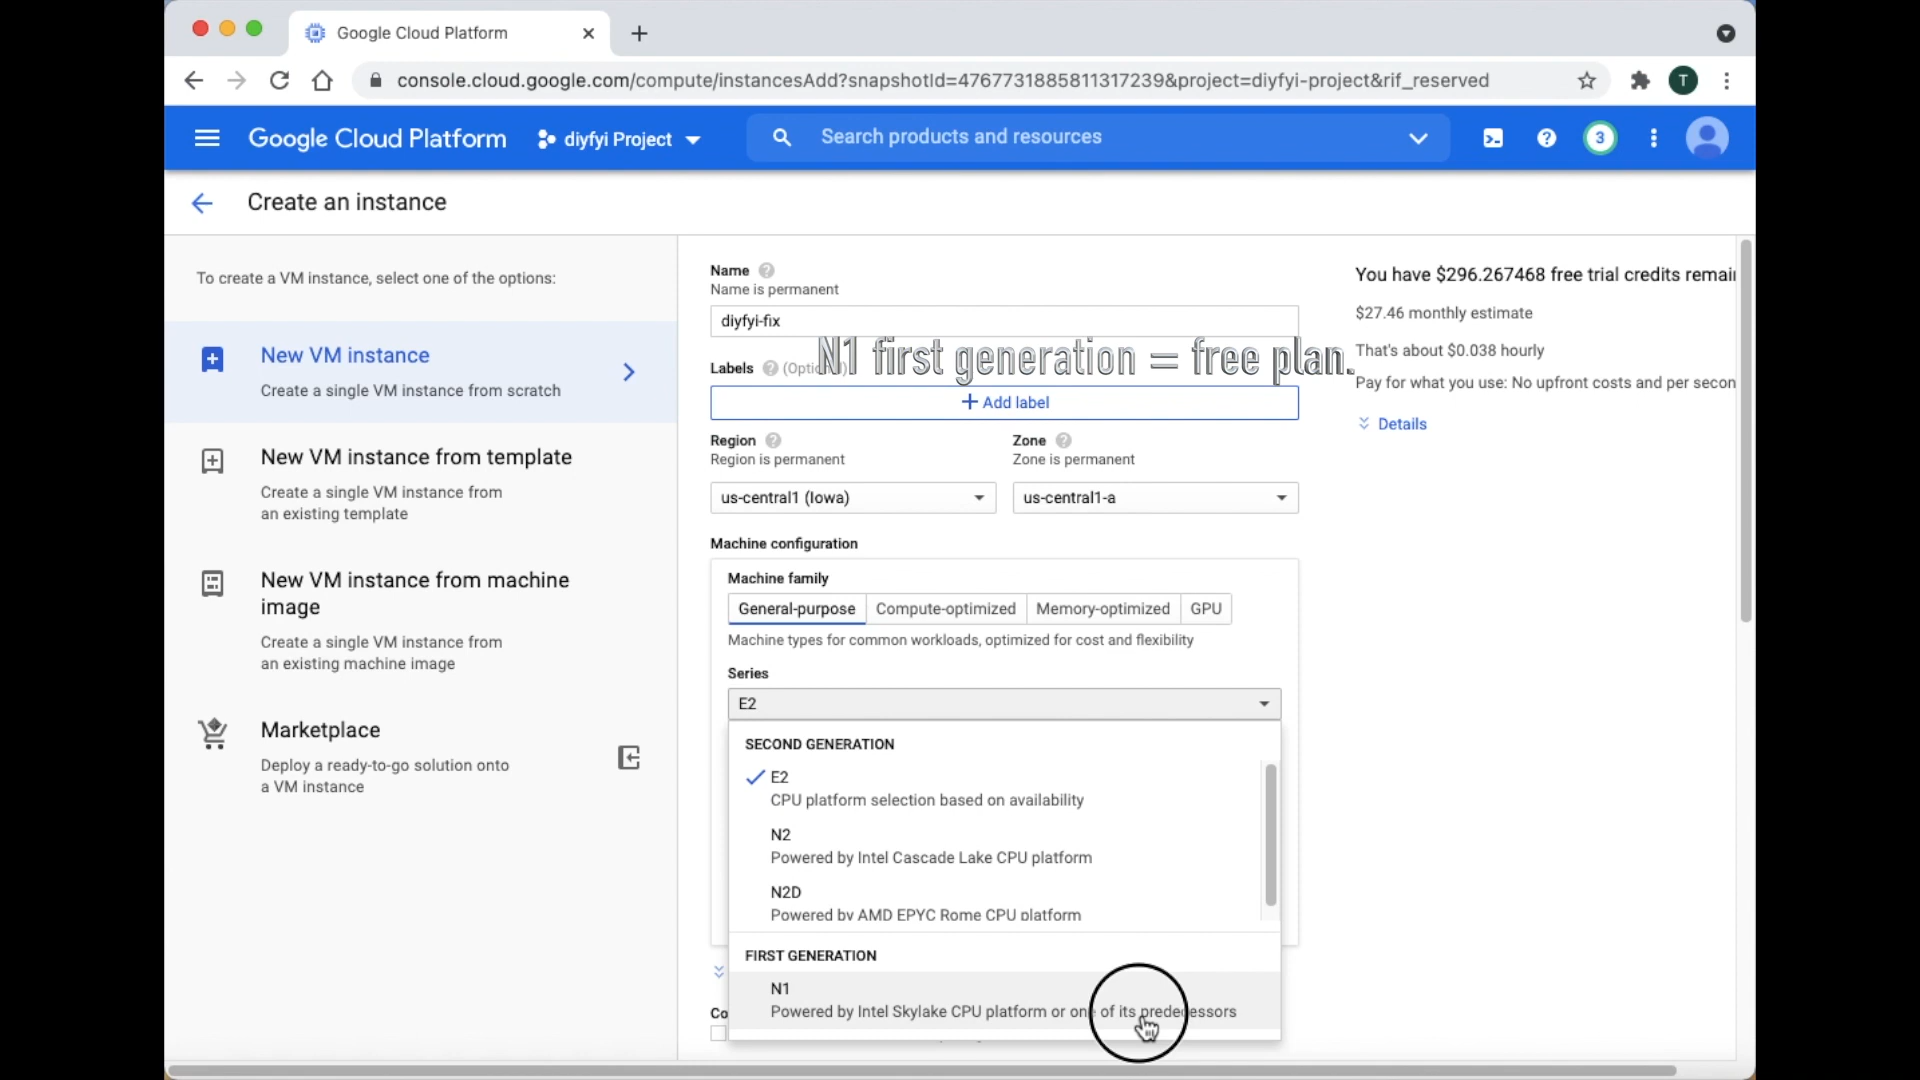 Google Cloud Platform
console.cloud.google.com/compute/instancesAdd?snapshotId=4767731885811317239&project=diyfyi-project&rif_reserved
T
Google Cloud Platform
diyfyi Project
Search products and resources
3
Create an instance
To create a VM instance, select one of the options:
New VM instance
Create a single VM instance from scratch
New VM instance from template
Create a single VM instance from
an existing template
New VM instance from machine
image
Create a single VM instance from
an existing machine image
Marketplace
Deploy a ready-to-go solution onto
a VM instance
Name
Name is permanent
diyfyi-fix
N1 first generation = free plan.
Labels
Add label
Region
Region is permanent
Zone
Zone is permanent
us-central1 (Iowa)
us-central1-a
Machine configuration
Machine family
General-purpose
Compute-optimized
Memory-optimized
GPU
Machine types for common workloads, optimized for cost and flexibility
Series
E2
SECOND GENERATION
E2
CPU platform selection based on availability
N2
Powered by Intel Cascade Lake CPU platform
N2D
Powered by AMD EPYC Rome CPU platform
FIRST GENERATION
N1
Powered by Intel Skylake CPU platform or one of its predecessors
Co
You have $296.267468 free trial credits remai
$27.46 monthly estimate
That's about $0.038 hourly
Pay for what you use: No upfront costs and per secon
Details